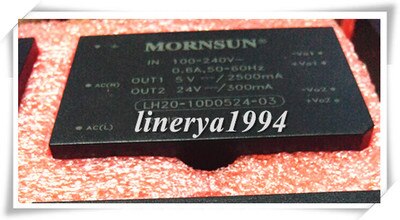 MORNSUN®
IN 100-240V~
0.6A,50-60Hz
OUT1 5V⎓/2500mA
OUT2 24V⎓/300mA
LH20-10D0524-03
AC(N)
AC(L)
-Vo1
+Vo1
-Vo2
+Vo2
linerya1994